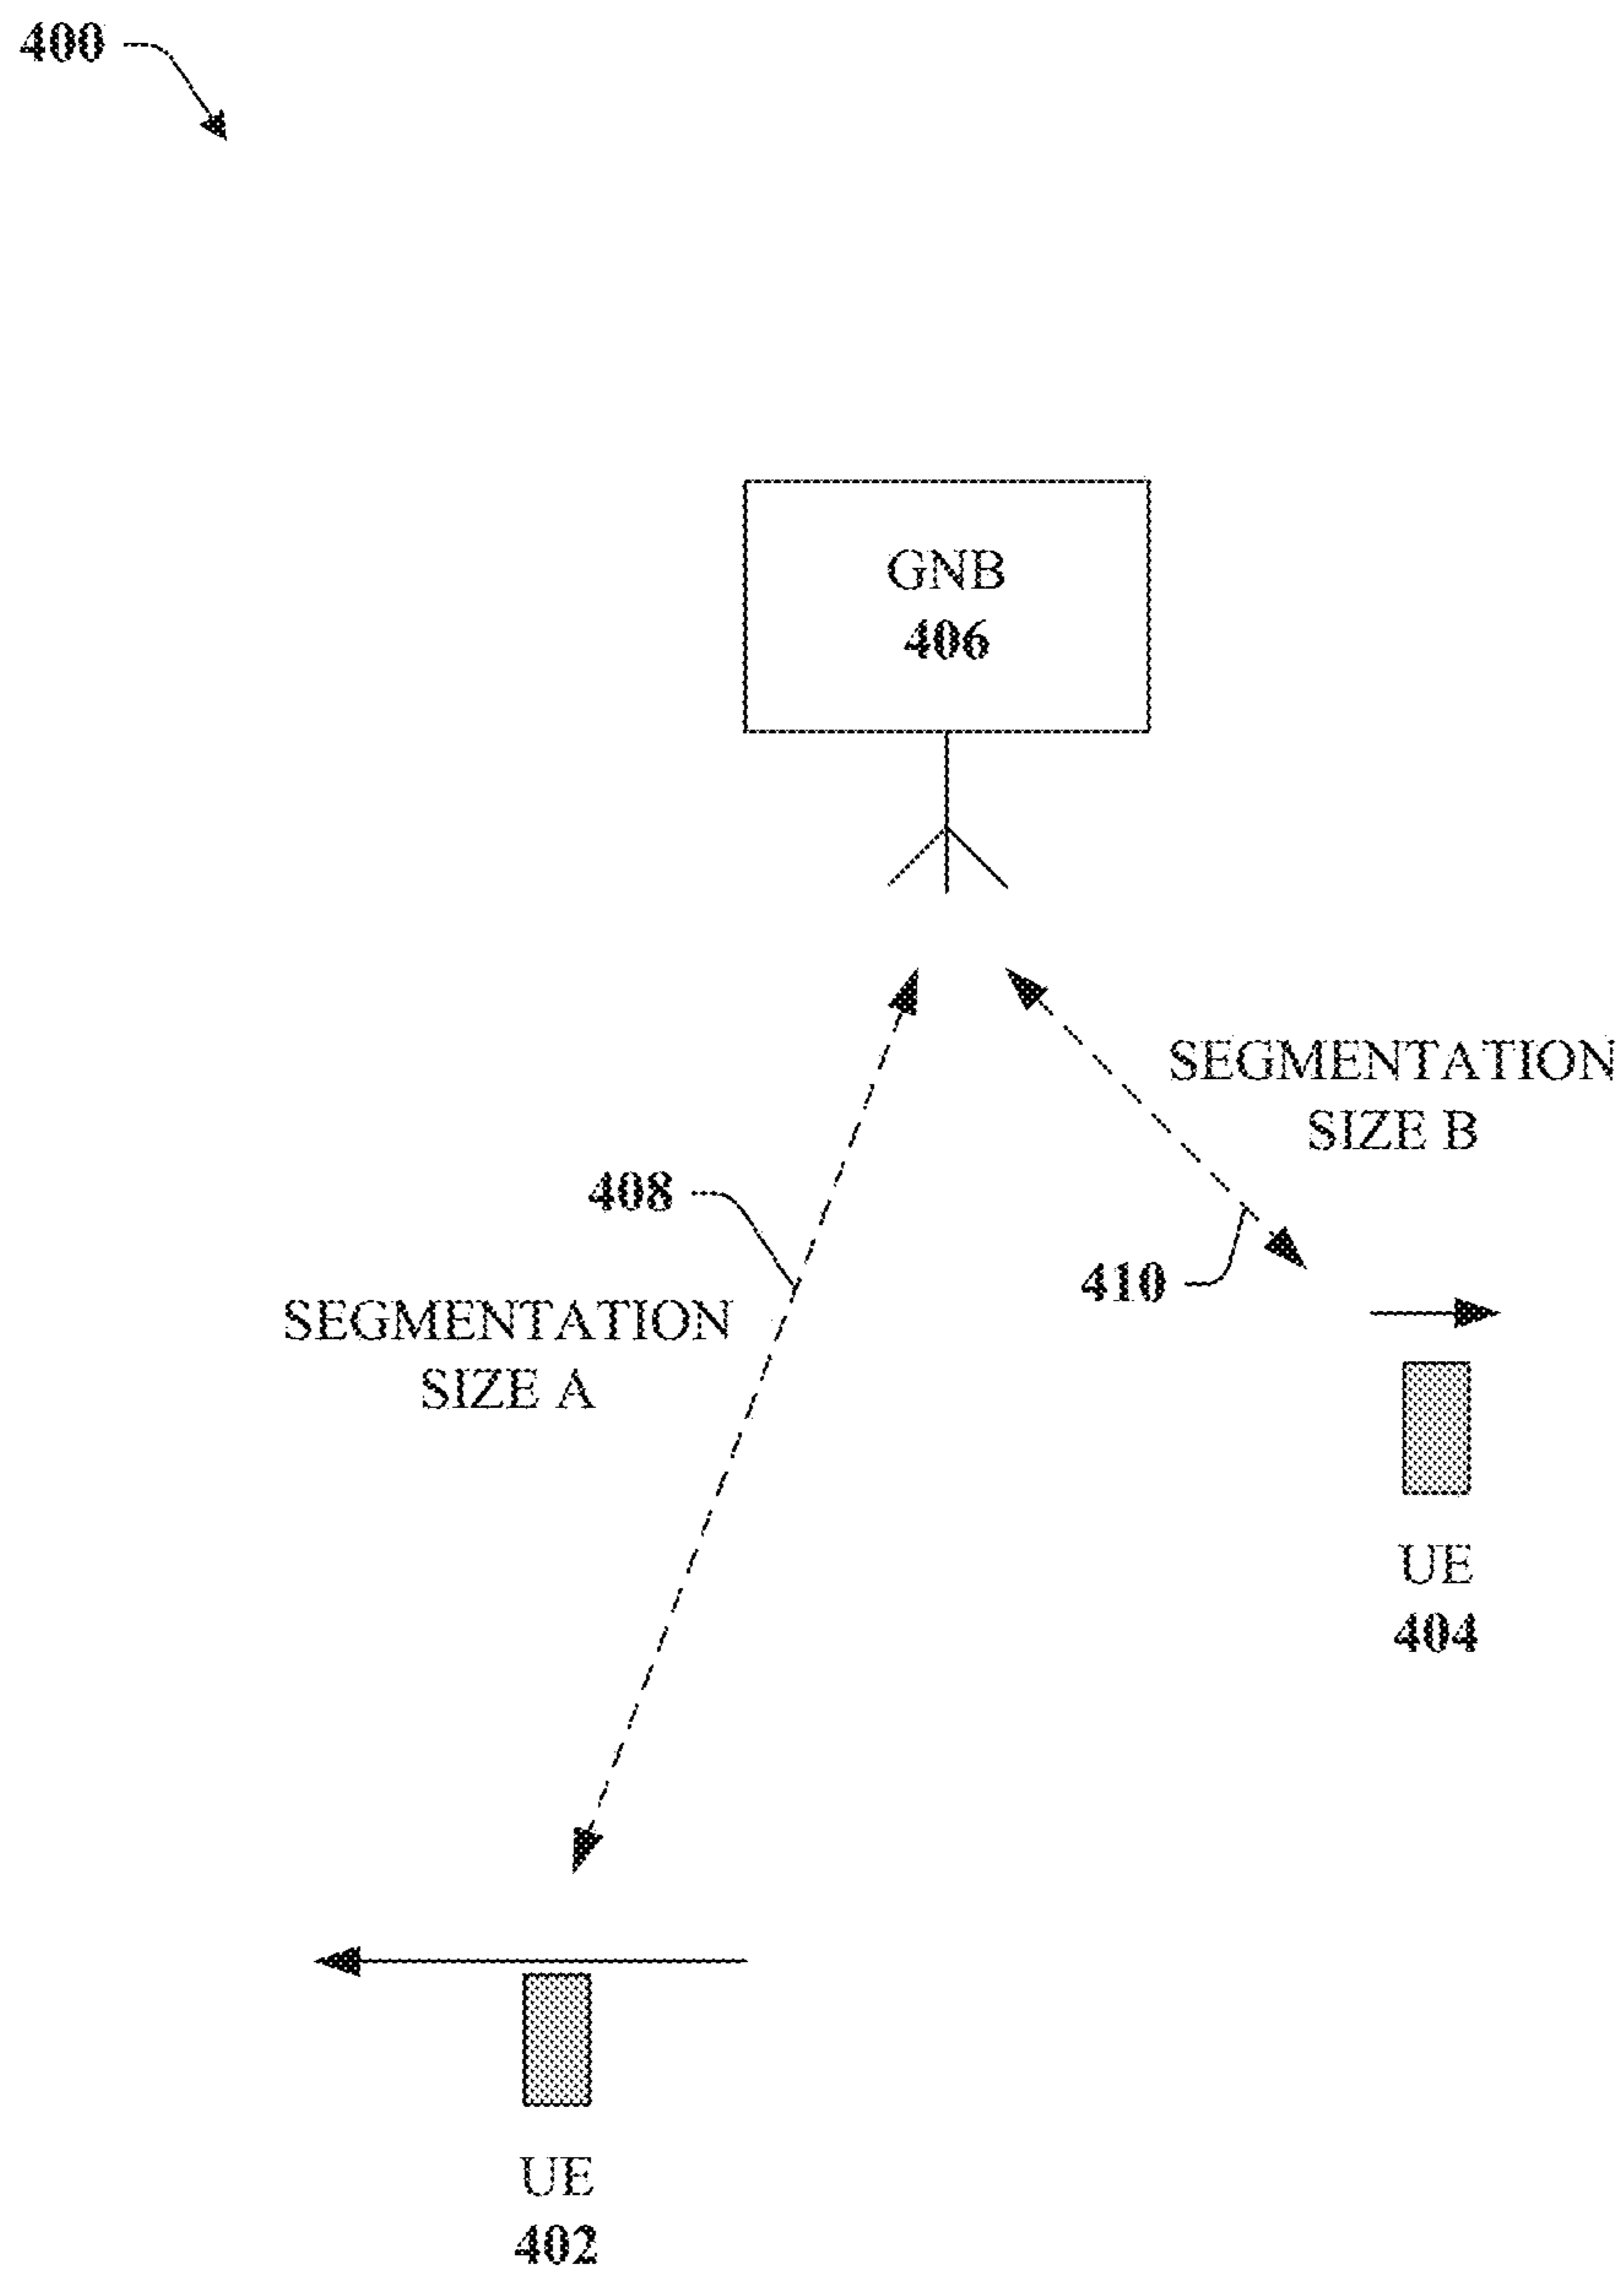 400
GNB
406
SEGMENTATION
SIZE B
408
410
SEGMENTATION
SIZE A
UE
404
UE
402